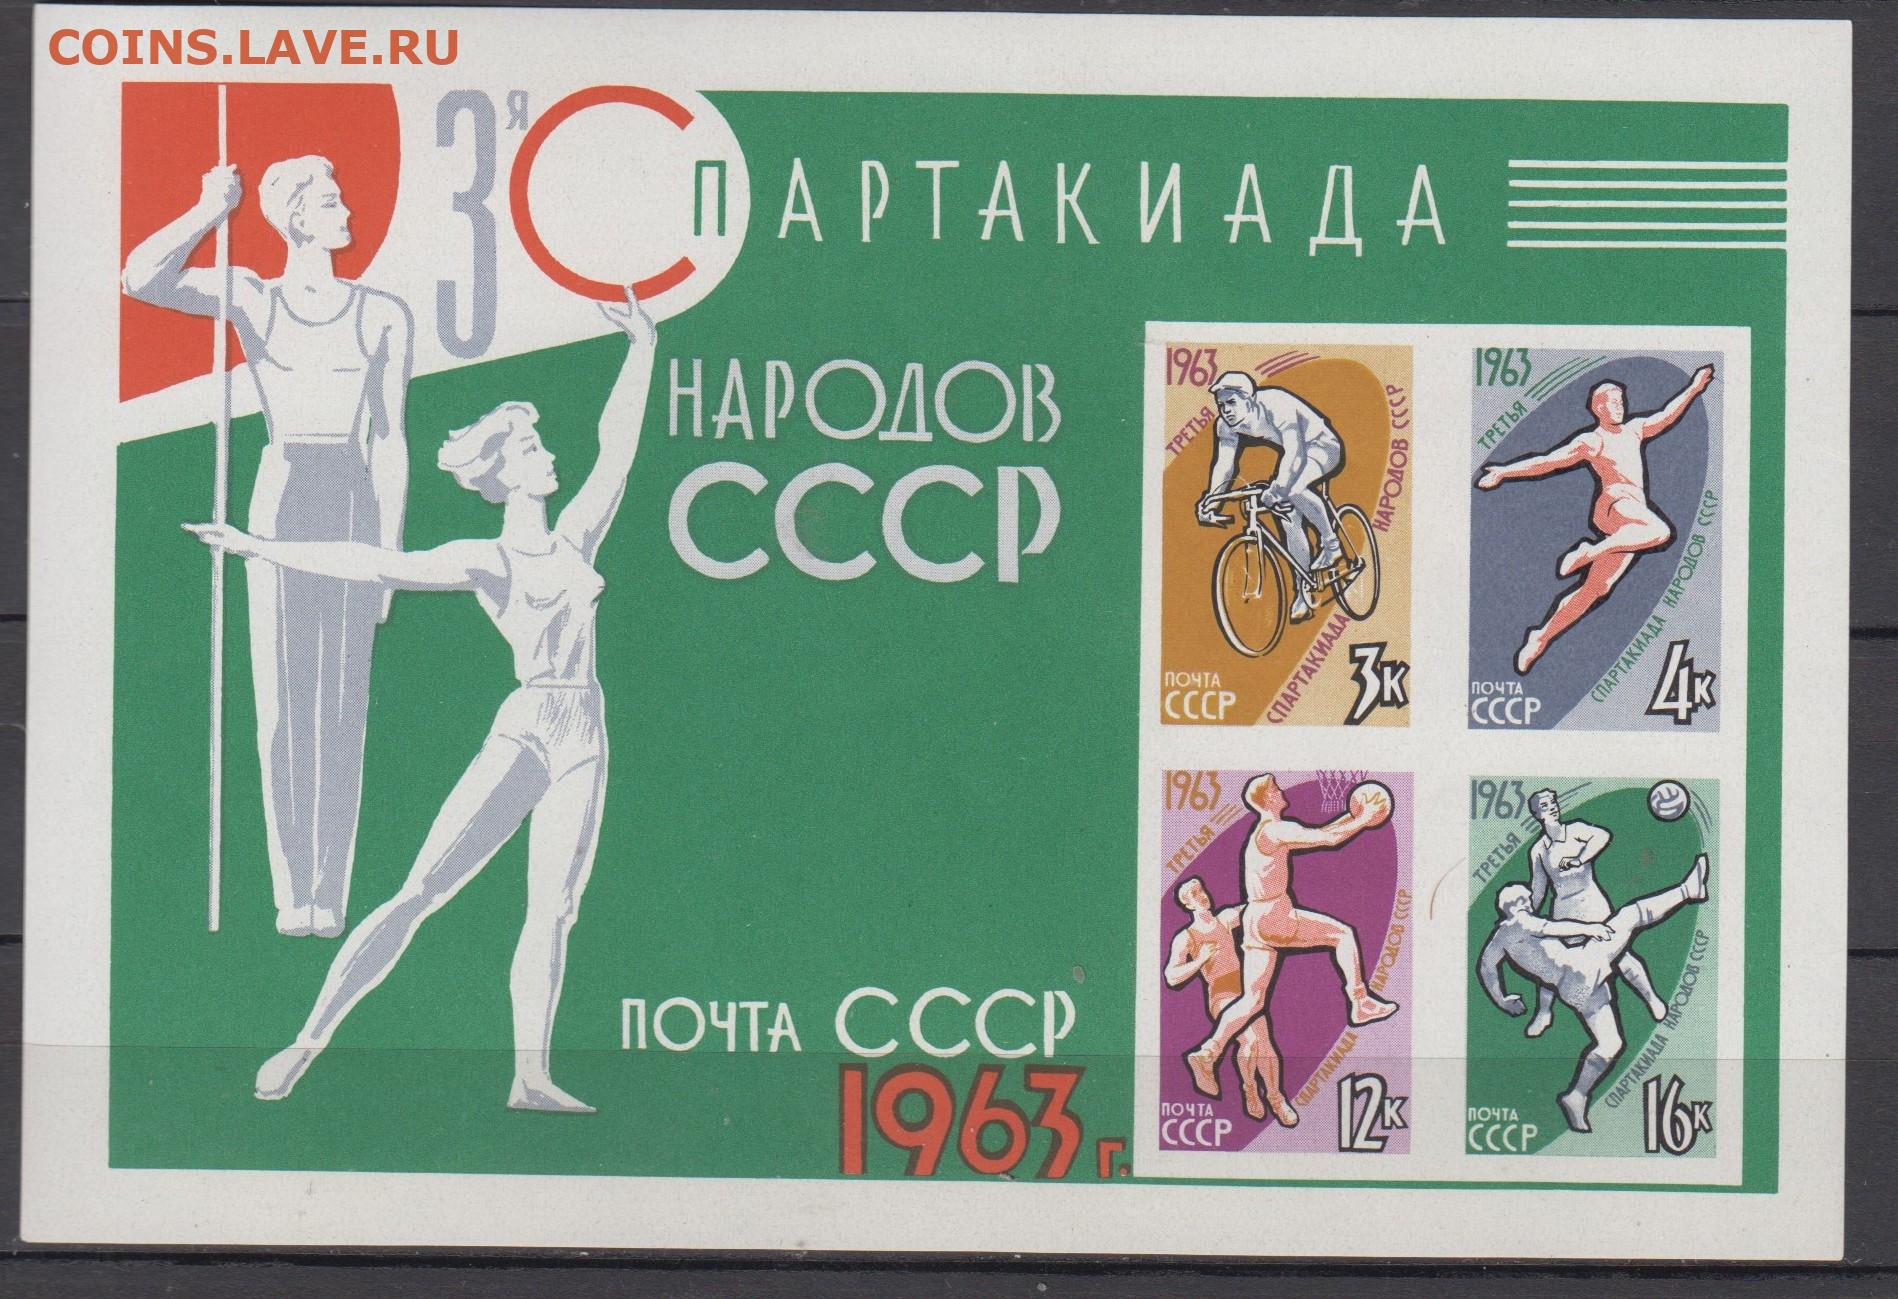 COINS.LAVE.RU
3Я СПАРТАКИАДА
НАРОДОВ
СССР
ПОЧТА СССР
1963 г.
1963
ТРЕТЬЯ
СПАРТАКИАДА НАРОДОВ СССР
ПОЧТА
СССР
3К
1963
ТРЕТЬЯ
СПАРТАКИАДА НАРОДОВ СССР
ПОЧТА
СССР
4К
1963
ТРЕТЬЯ
СПАРТАКИАДА НАРОДОВ СССР
ПОЧТА
СССР
12К
1963
ТРЕТЬЯ
СПАРТАКИАДА НАРОДОВ СССР
ПОЧТА
СССР
16К